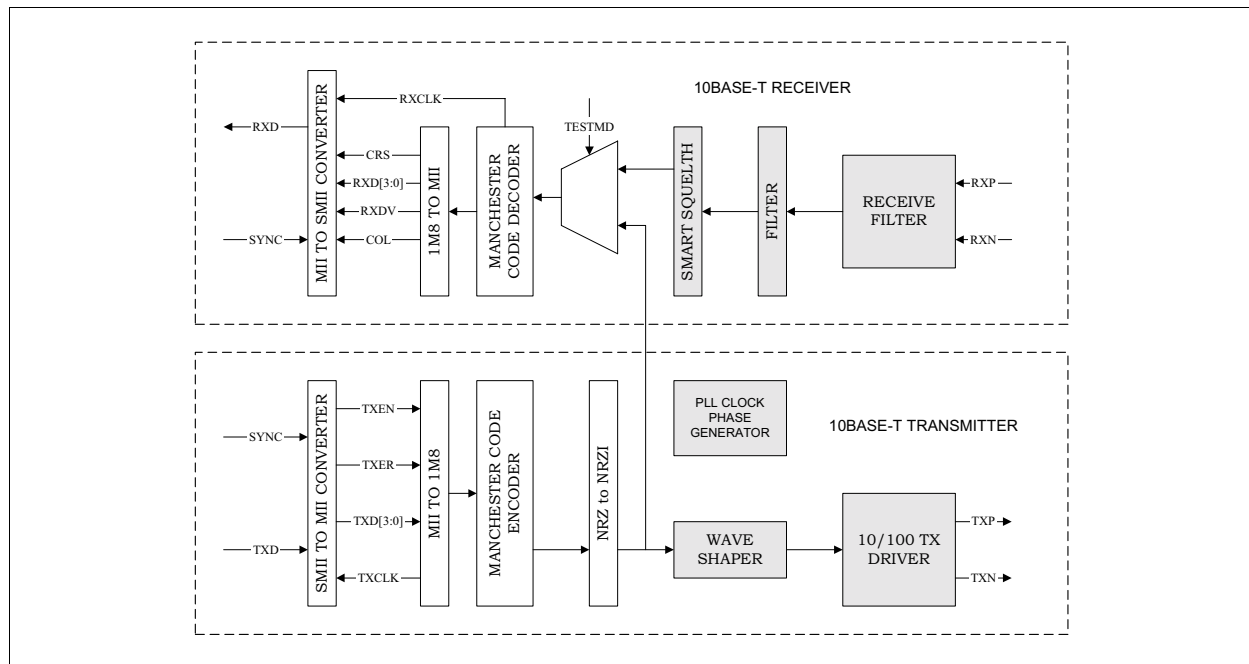 10BASE-T RECEIVER
RXD
SYNC
MII TO SMII CONVERTER
RXCLK
CRS
RXD[3:0]
RXDV
COL
1M8 TO MII
MANCHESTER
CODE DECODER
TESTMD
SMART SQUELTH
FILTER
RECEIVE
FILTER
RXP
RXN
10BASE-T TRANSMITTER
SYNC
TXD
SMII TO MII CONVERTER
TXEN
TXER
TXD[3:0]
TXCLK
MII TO 1M8
MANCHESTER CODE
ENCODER
NRZ to NRZI
PLL CLOCK
PHASE
GENERATOR
WAVE
SHAPER
10/100 TX
DRIVER
TXP
TXN